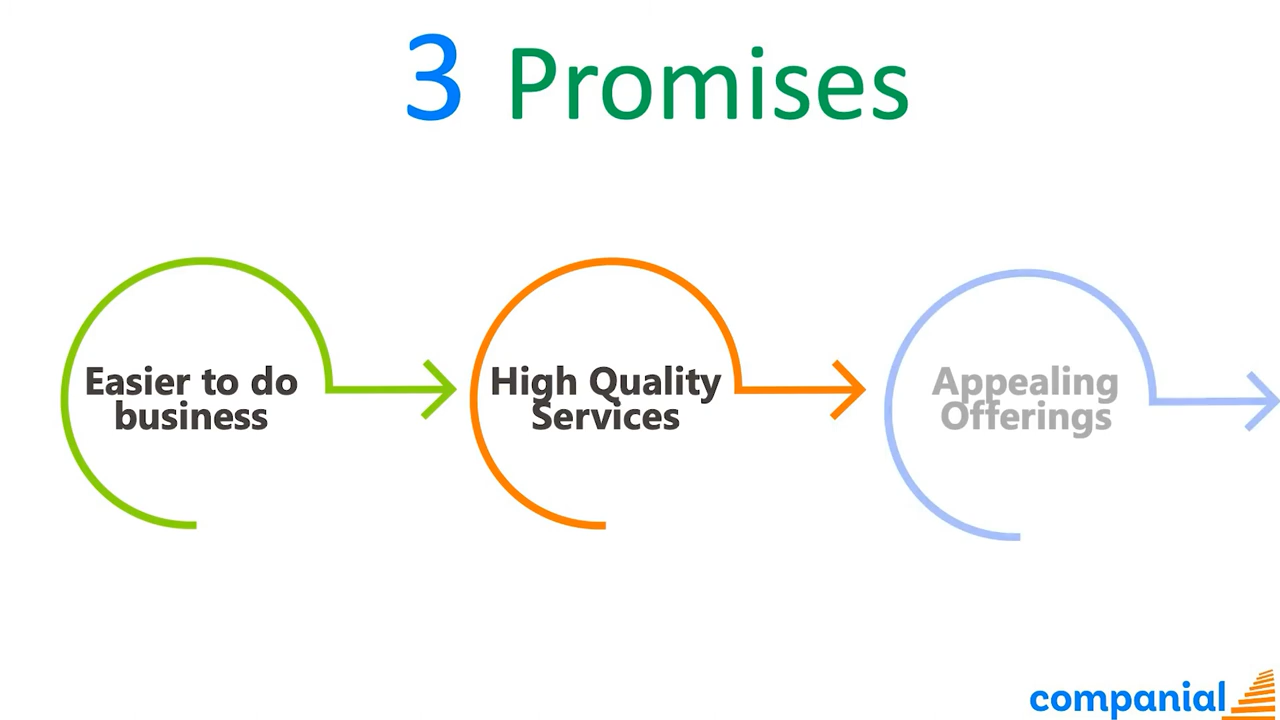 3 Promises
Easier to do
business
High Quality
Services
Appealing
Offerings
companial